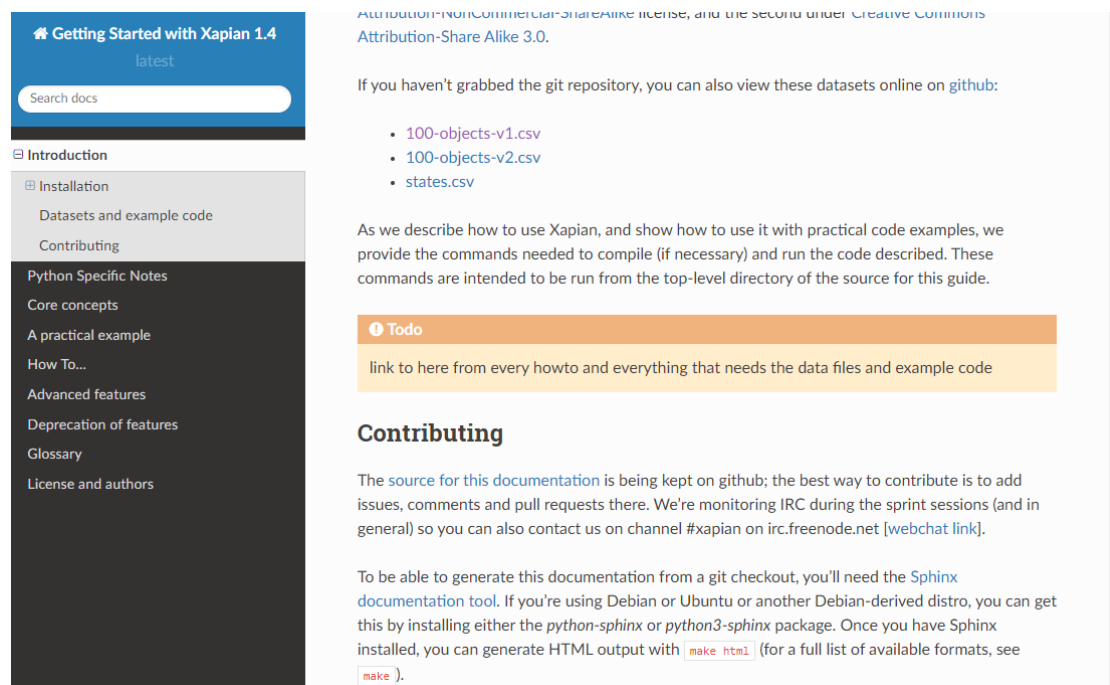 Getting Started with Xapian 1.4
latest
Search docs
Introduction
Installation
Datasets and example code
Contributing
Python Specific Notes
Core concepts
A practical example
How To...
Advanced features
Deprecation of features
Glossary
License and authors
Attribution-NonCommercial-ShareAlike license, and the second under Creative Commons
Attribution-Share Alike 3.0.
If you haven’t grabbed the git repository, you can also view these datasets online on github:
• 100-objects-v1.csv
• 100-objects-v2.csv
• states.csv
As we describe how to use Xapian, and show how to use it with practical code examples, we
provide the commands needed to compile (if necessary) and run the code described. These
commands are intended to be run from the top-level directory of the source for this guide.
Todo
link to here from every howto and everything that needs the data files and example code
Contributing
The source for this documentation is being kept on github; the best way to contribute is to add
issues, comments and pull requests there. We’re monitoring IRC during the sprint sessions (and in
general) so you can also contact us on channel #xapian on irc.freenode.net [webchat link].
To be able to generate this documentation from a git checkout, you’ll need the Sphinx
documentation tool. If you’re using Debian or Ubuntu or another Debian-derived distro, you can get
this by installing either the python-sphinx or python3-sphinx package. Once you have Sphinx
installed, you can generate HTML output with make html (for a full list of available formats, see
make ).